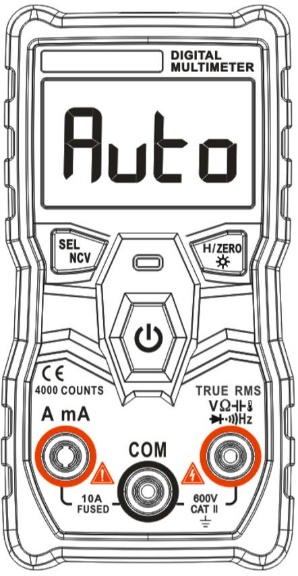 DIGITAL
MULTIMETER
Auto
SEL
NCV
H/ZERO
CE
4000 COUNTS
TRUE RMS
A mA
VΩ
Hz
COM
10A
FUSED
600V
CAT II